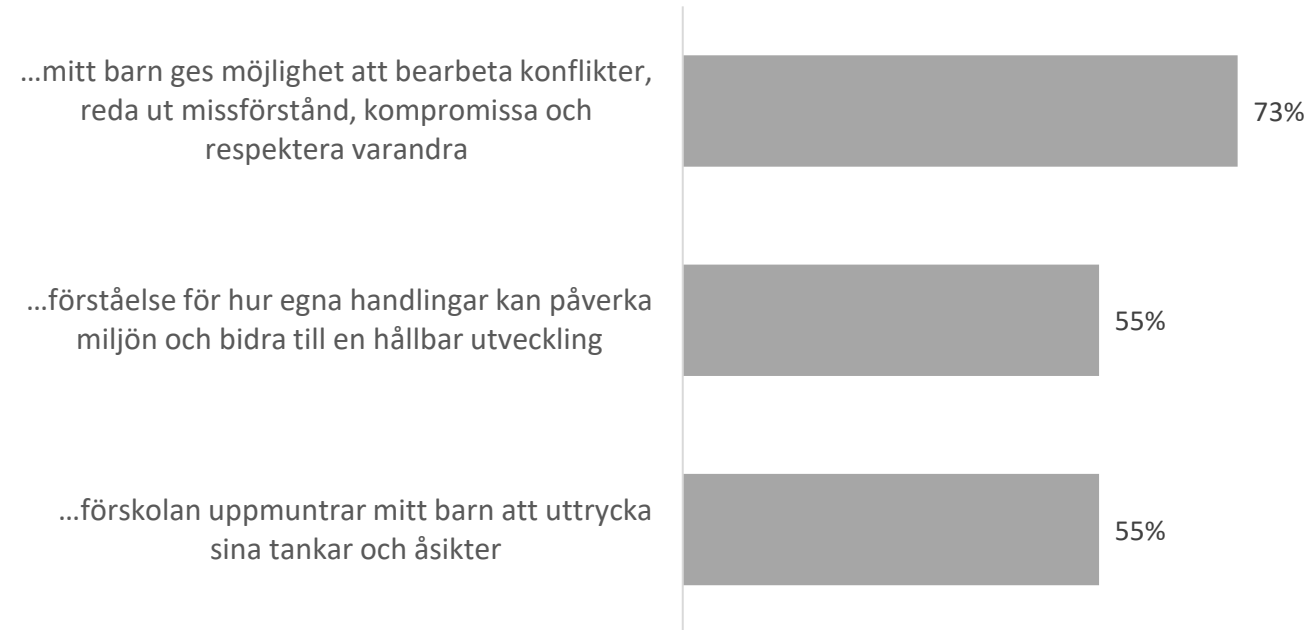 …mitt barn ges möjlighet att bearbeta konflikter,
reda ut missförstånd, kompromissa och
respektera varandra
73%
…förståelse för hur egna handlingar kan påverka
miljön och bidra till en hållbar utveckling
55%
…förskolan uppmuntrar mitt barn att uttrycka
sina tankar och åsikter
55%